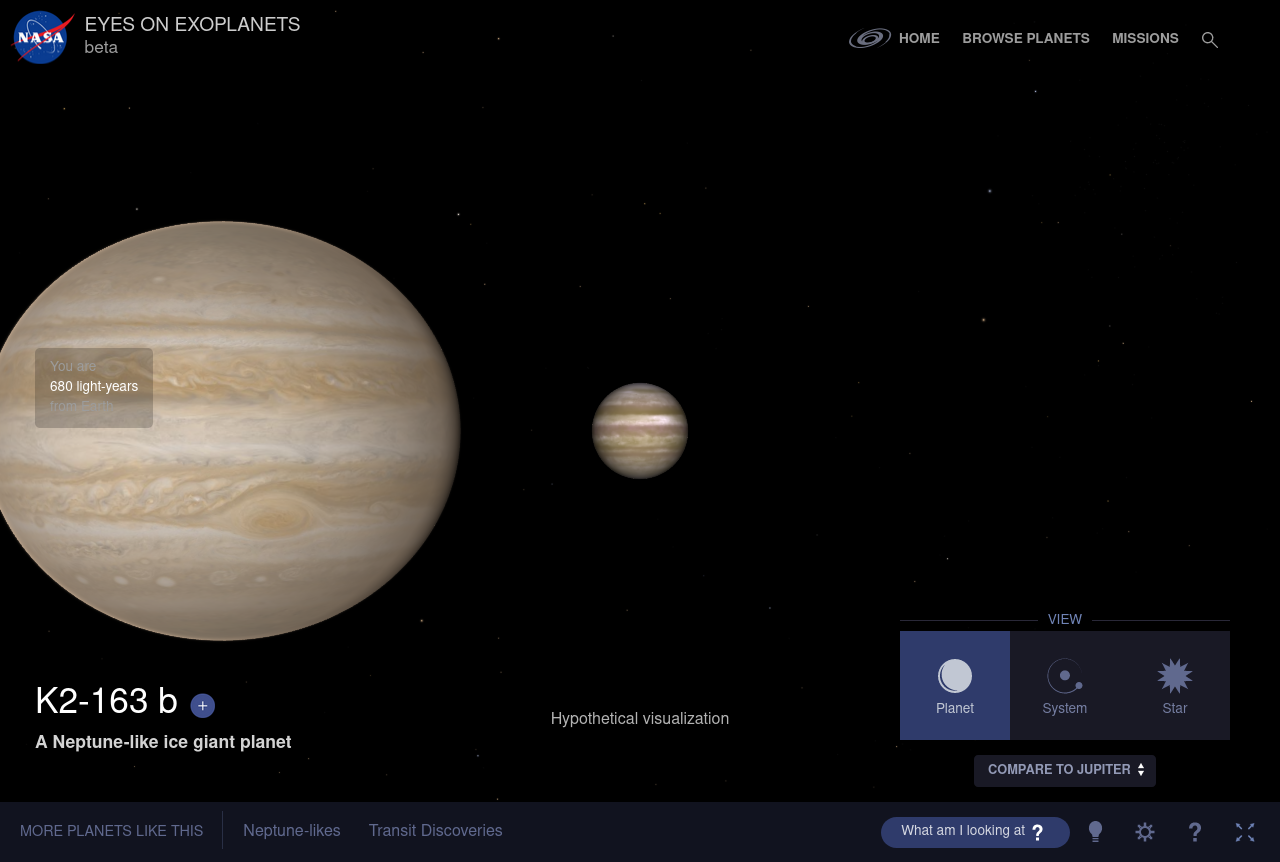 NASA
EYES ON EXOPLANETS
beta
HOME
BROWSE PLANETS
MISSIONS
You are
680 light-years
from Earth
K2-163 b +
A Neptune-like ice giant planet
Hypothetical visualization
VIEW
Planet
System
Star
COMPARE TO JUPITER
MORE PLANETS LIKE THIS
Neptune-likes
Transit Discoveries
What am I looking at ?
?